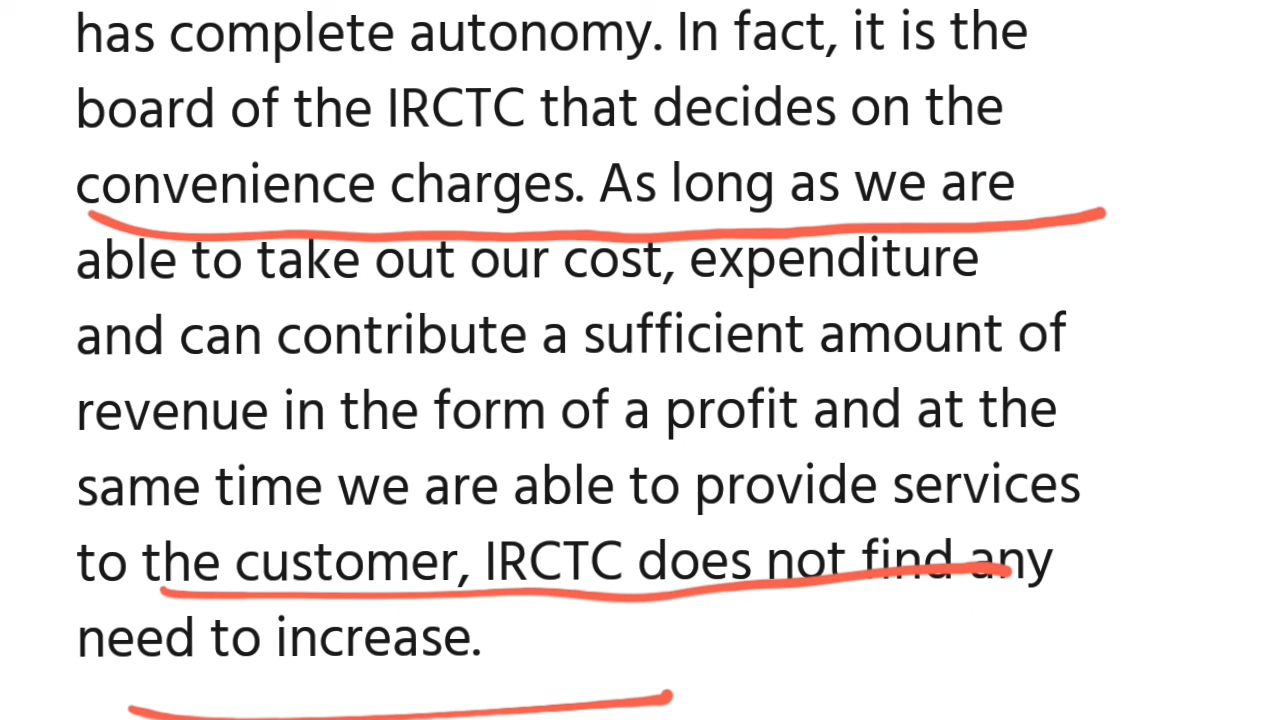 has complete autonomy. In fact, it is the
board of the IRCTC that decides on the
convenience charges. As long as we are
able to take out our cost, expenditure
and can contribute a sufficient amount of
revenue in the form of a profit and at the
same time we are able to provide services
to the customer, IRCTC does not find any
need to increase.